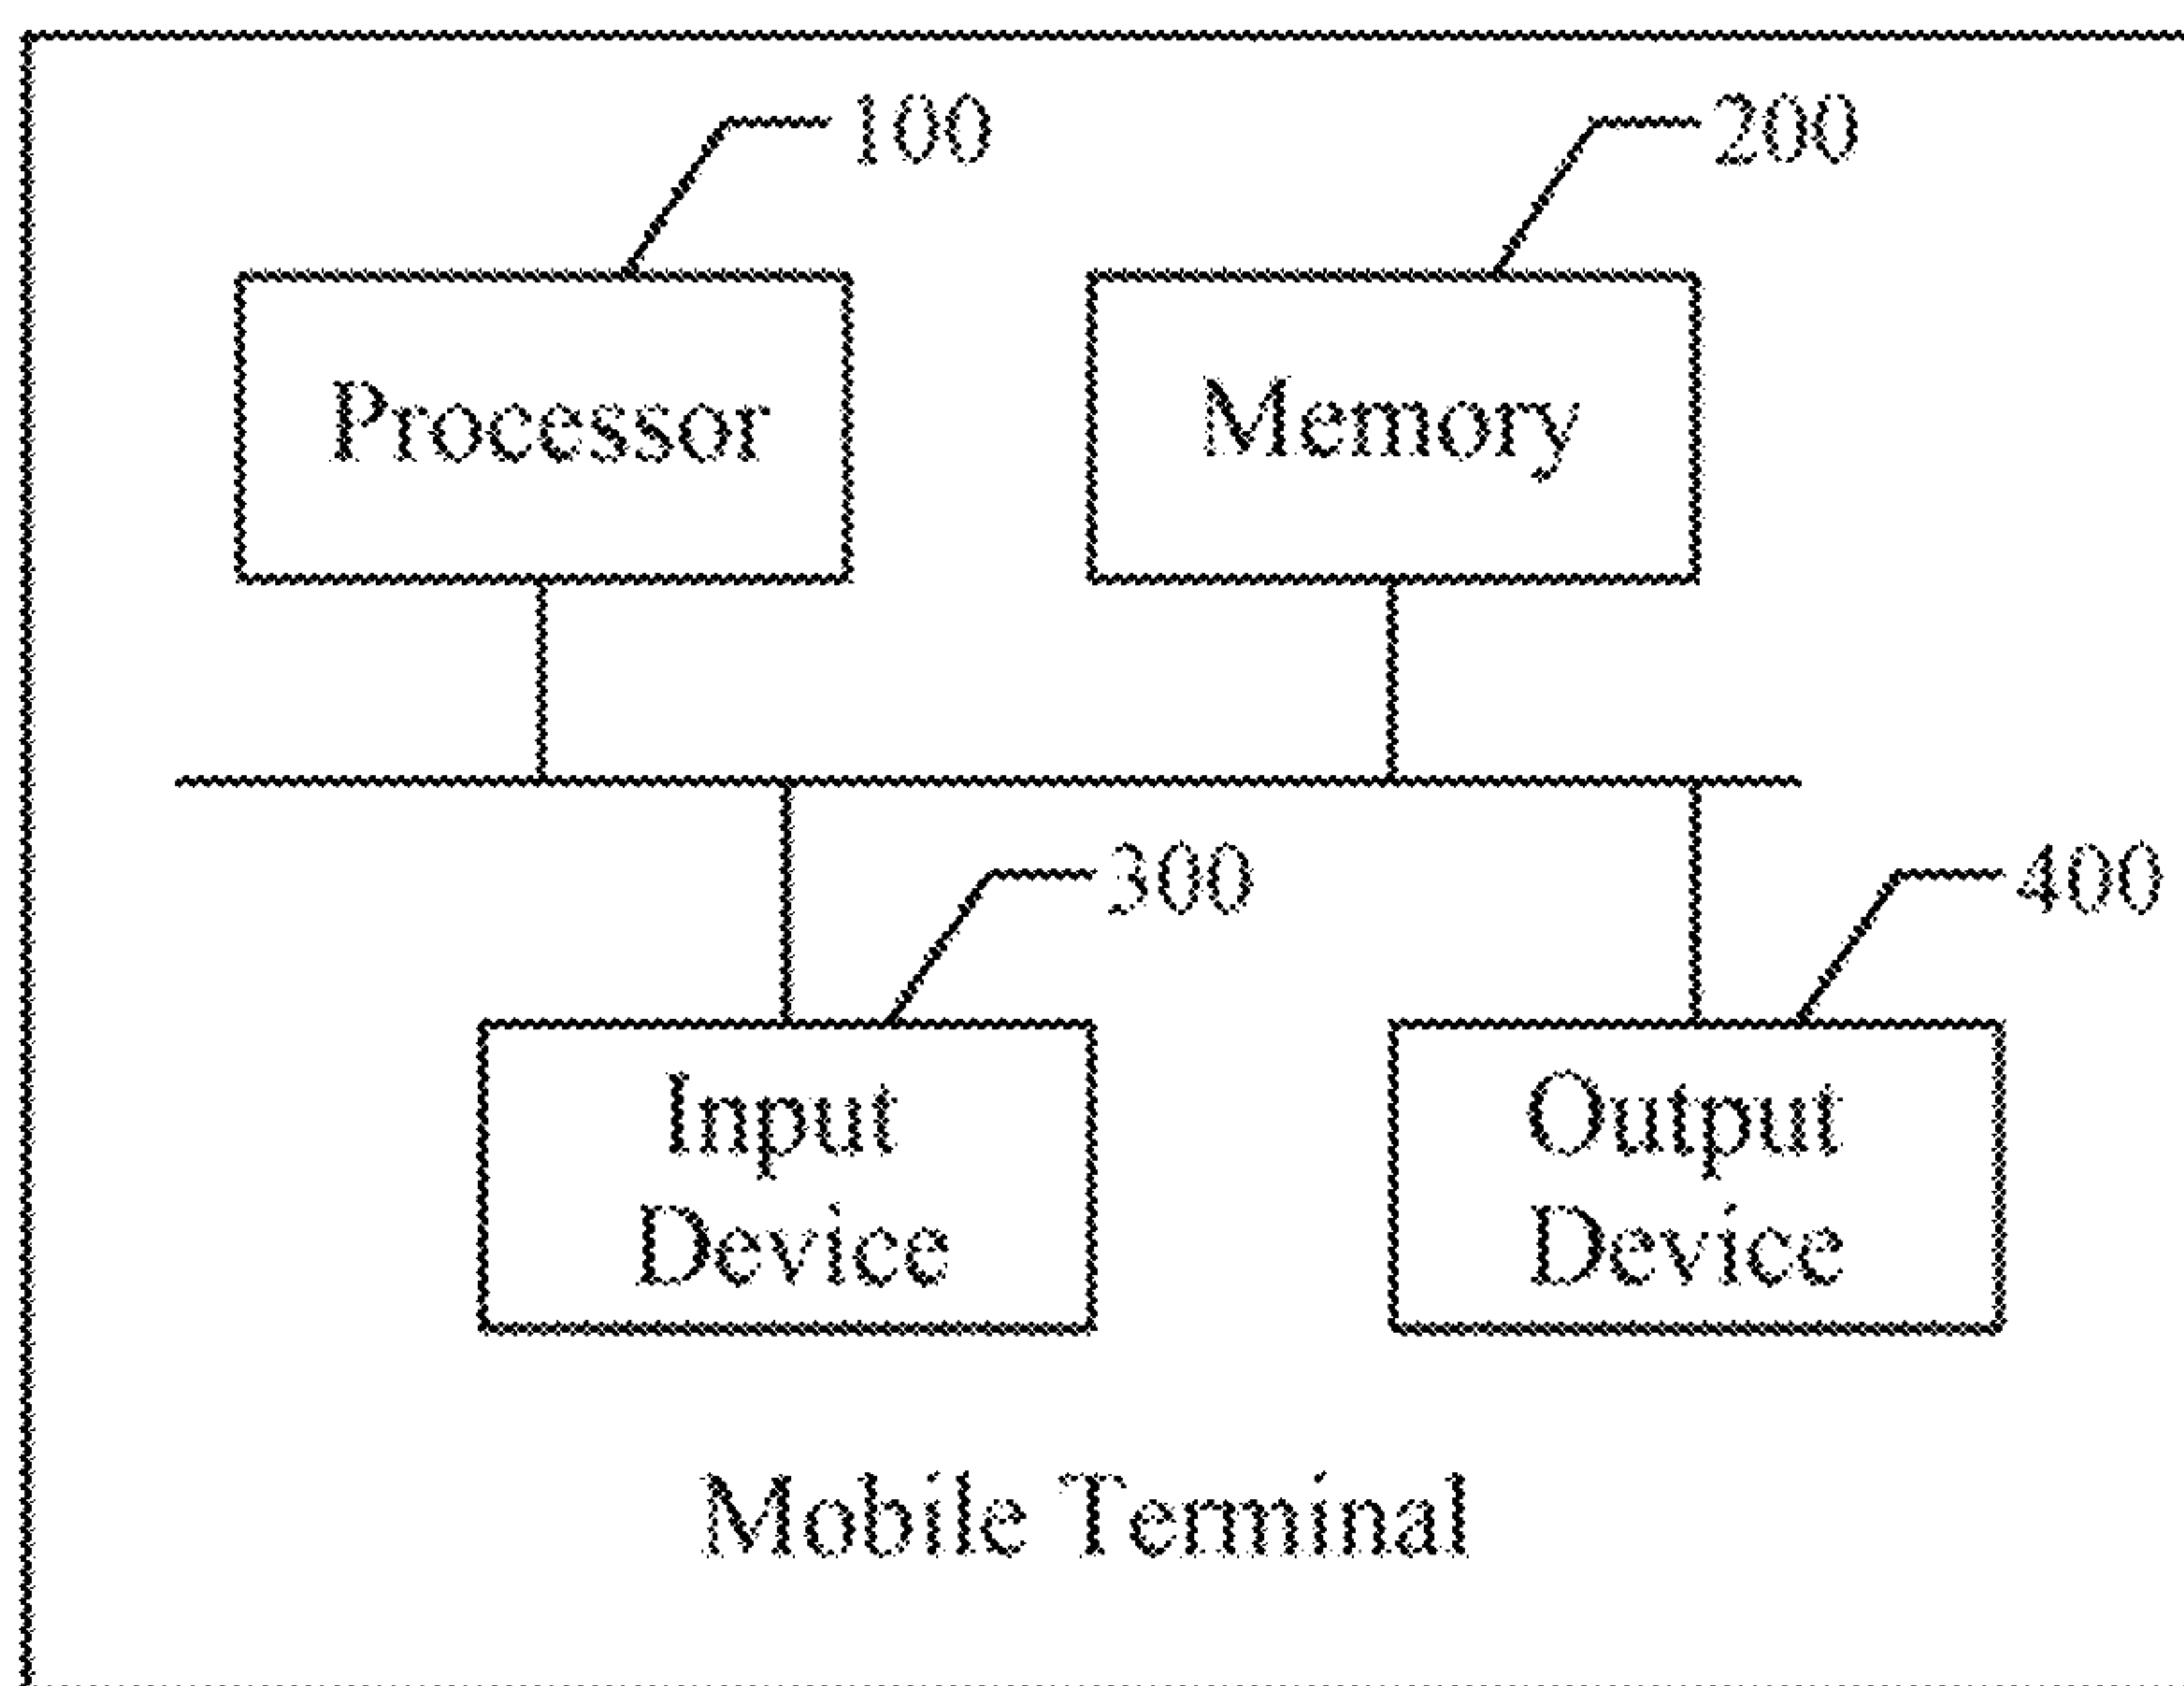 100
200
Processor
Memory
300
400
Input
Device
Output
Device
Mobile Terminal